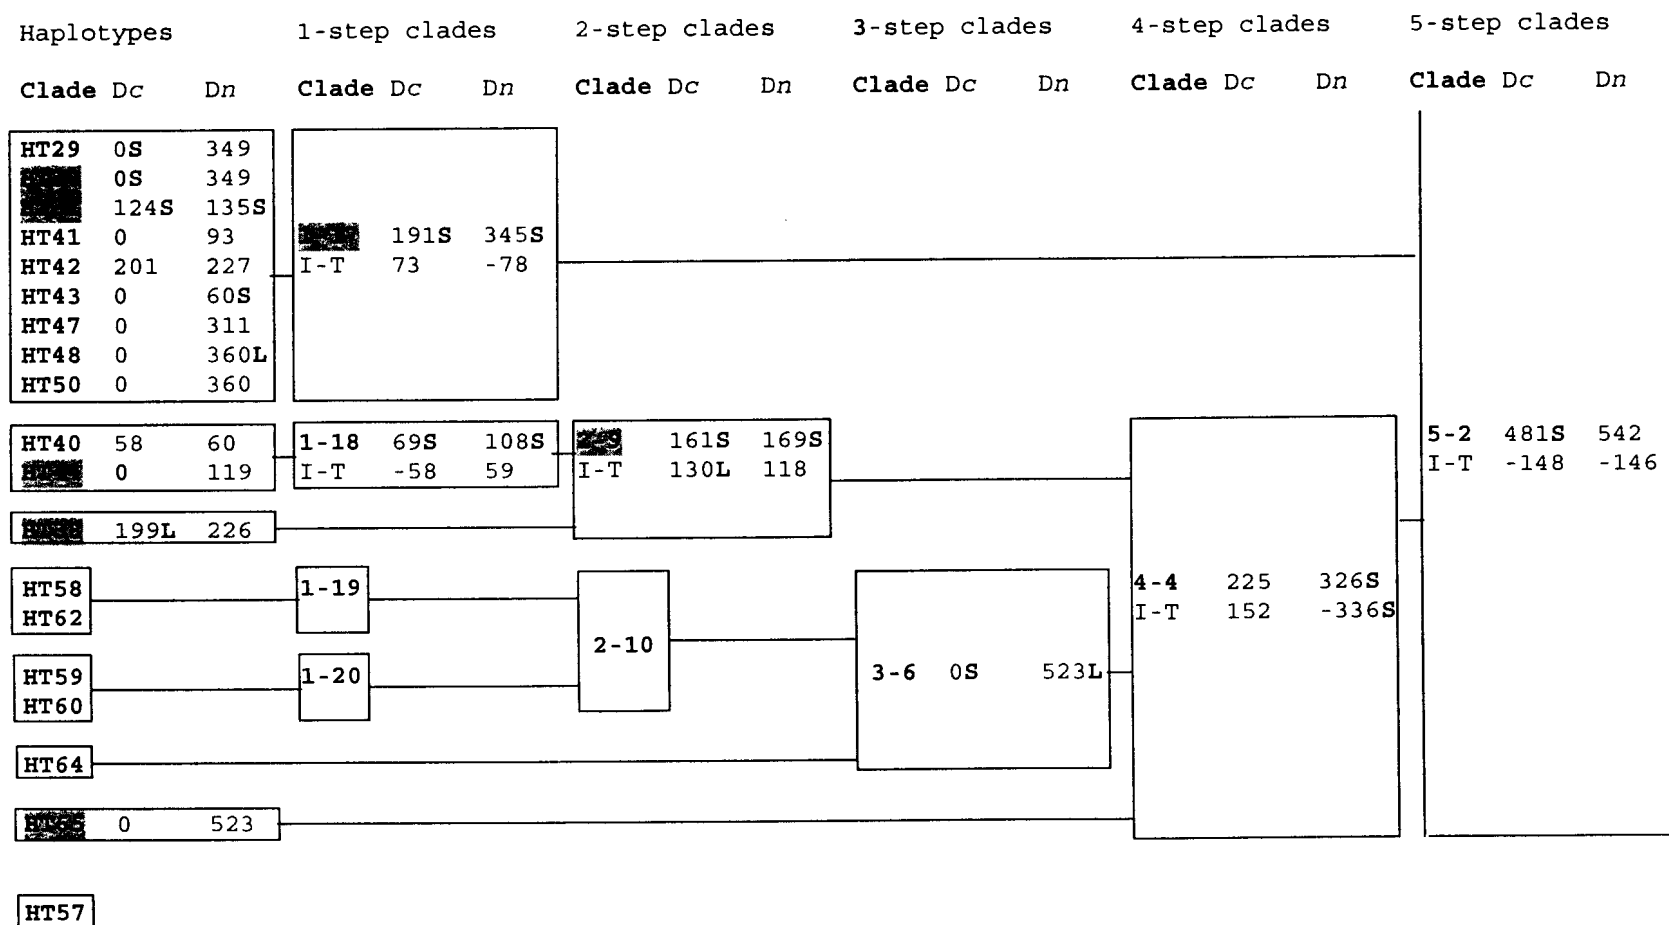 Haplotypes 1-step clades 2-step clades 3-step clades 4-step clades 5-step clades
Clade Dc Dn Clade Dc Dn Clade Dc Dn Clade Dc Dn Clade Dc Dn Clade Dc Dn
HT29 0S 349
0S 349
124S 135S
HT41 0 93 191S 345S
HT42 201 227 I-T 73 -78
HT43 0 60S
HT47 0 311
HT48 0 360L
HT50 0 360
HT40 58 60 1-18 69S 108S 2-9 161S 169S 5-2 481S 542
0 119 I-T -58 59 I-T 130L 118 I-T -148 -146
199L 226
HT58 1-19 4-4 225 326S
HT62 I-T 152 -336S
2-10
HT59 1-20 3-6 0S 523L
HT60
HT64
HT65 0 523
HT57